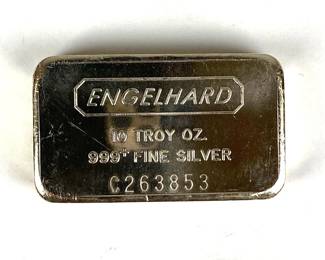 ENGELHARD
10 TROY OZ.
999+ FINE SILVER
C263853